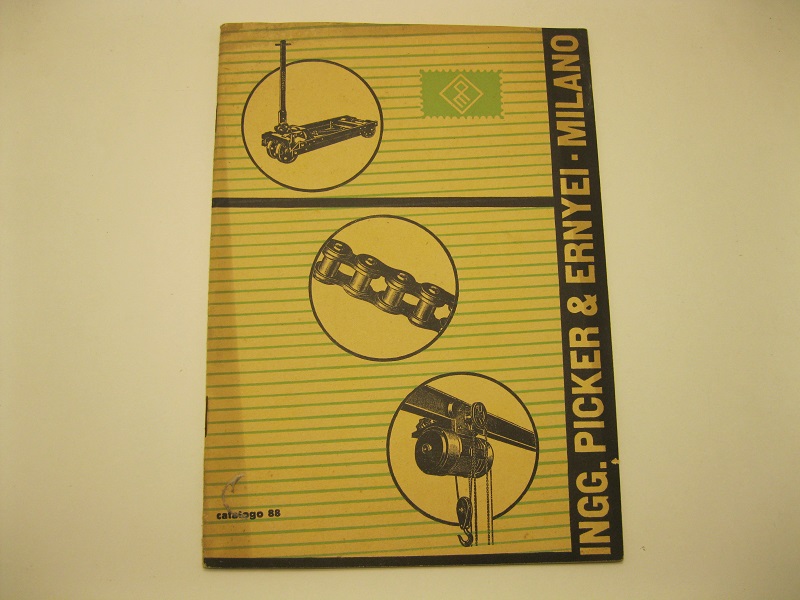 INGG. PICKER & ERNYEI - MILANO
catalogo 88